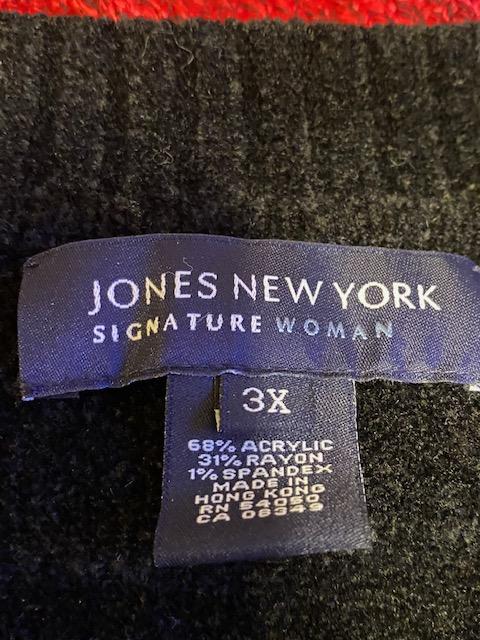 JONES NEW YORK
SIGNATURE WOMAN
3X
68% ACRYLIC
31% RAYON
1% SPANDEX
MADE IN
HONG KONG
RN 54050
CA 06349